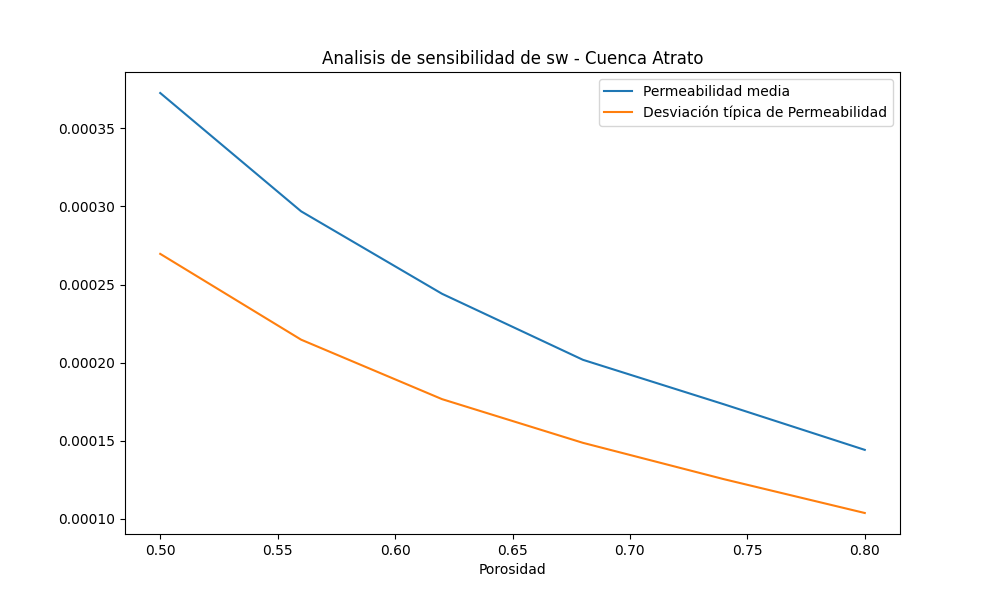 Analisis de sensibilidad de sw - Cuenca Atrato
Permeabilidad media
Desviación típica de Permeabilidad
0.00035
0.00030
0.00025
0.00020
0.00015
0.00010
0.50 0.55 0.60 0.65 0.70 0.75 0.80
Porosidad